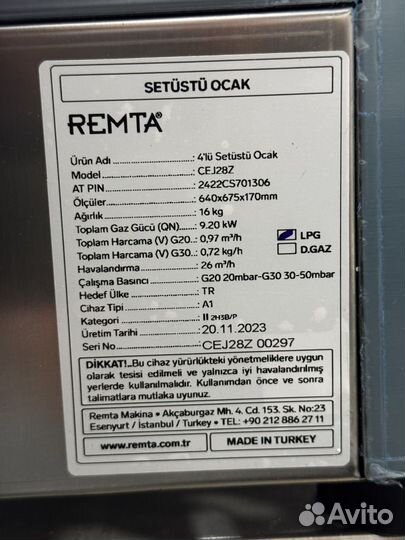 SETÜSTÜ OCAK
REMTA®
Ürün Adı : 4'lü Setüstü Ocak
Model : CEJ28Z
AT PIN : 2422CS701306
Ölçüler : 640x675x170mm
Ağırlık : 16 kg
Toplam Gaz Gücü (QN) : 9.20 kW
Toplam Harcama (V) G20 : 0,97 m³/h
LPG
Toplam Harcama (V) G30 : 0,72 kg/h
D.GAZ
Havalandırma : 26 m³/h
Çalışma Basıncı : G20 20mbar-G30 30-50mbar
Hedef Ülke : TR
Cihaz Tipi : A1
Kategori : II 2H3B/P
Üretim Tarihi : 20.11.2023
Seri No : CEJ28Z 00297
DİKKAT!..Bu cihaz yürürlükteki yönetmeliklere uygun
olarak tesisi edilmeli ve yalnızca iyi havalandırılmış
yerlerde kullanılmalıdır. Kullanımdan önce ve sonra
talimatlara mutlaka uyunuz.
Remta Makina • Akçaburgaz Mh. 4. Cd. 153. Sk. No:23
Esenyurt / İstanbul / Turkey • TEL: +90 212 886 27 11
www.remta.com.tr
MADE IN TURKEY
Avito